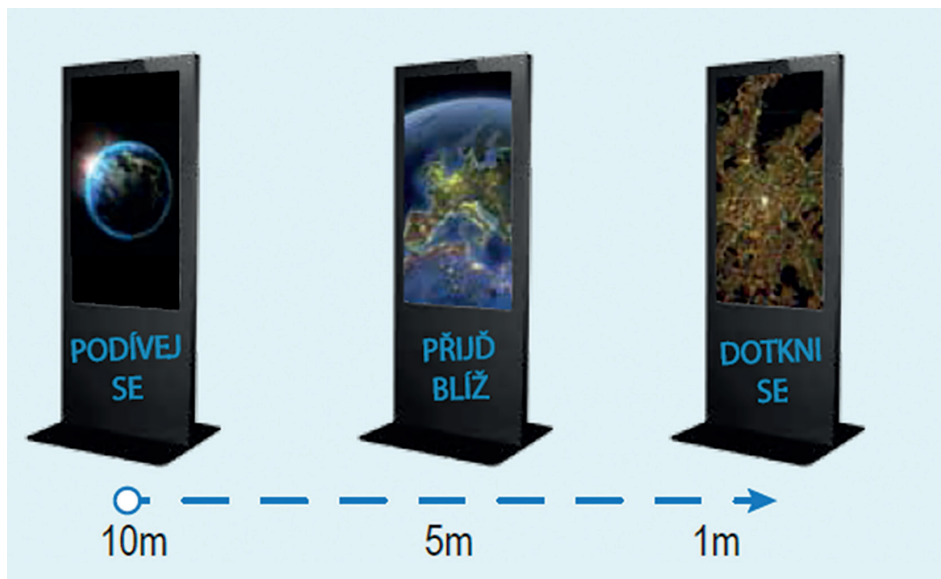 PODÍVEJ
SE
PŘIJĎ
BLÍŽ
DOTKNI
SE
10m
5m
1m